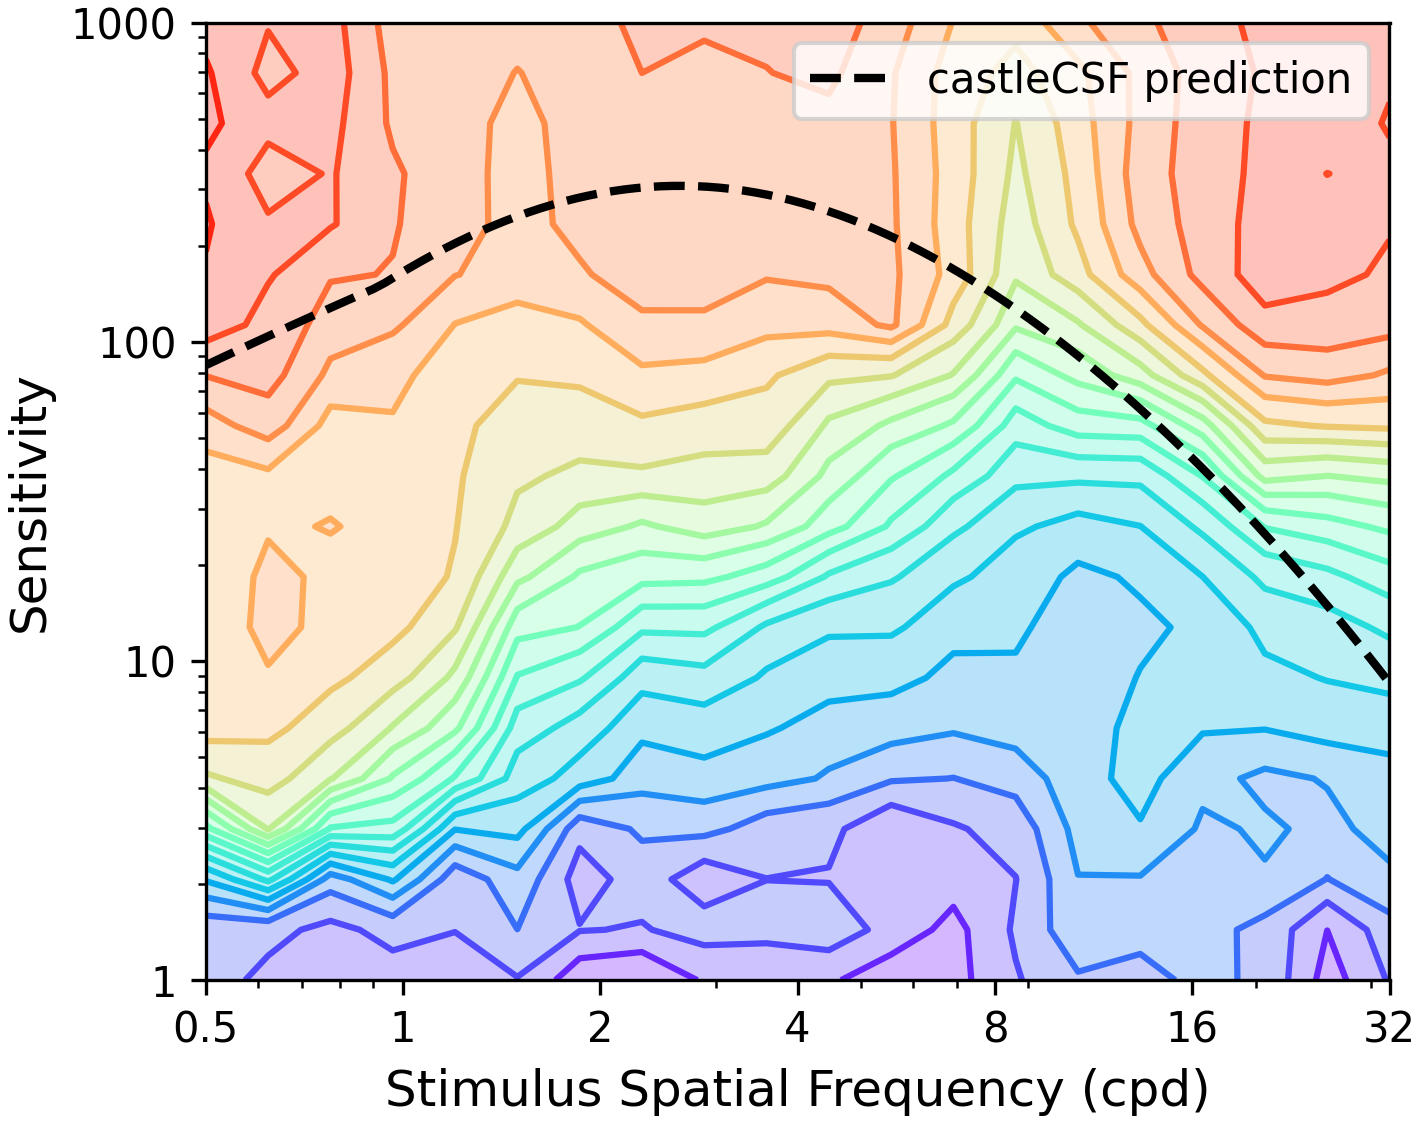 1000
100
10
1
Sensitivity
castleCSF prediction
0.5 1 2 4 8 16 32
Stimulus Spatial Frequency (cpd)